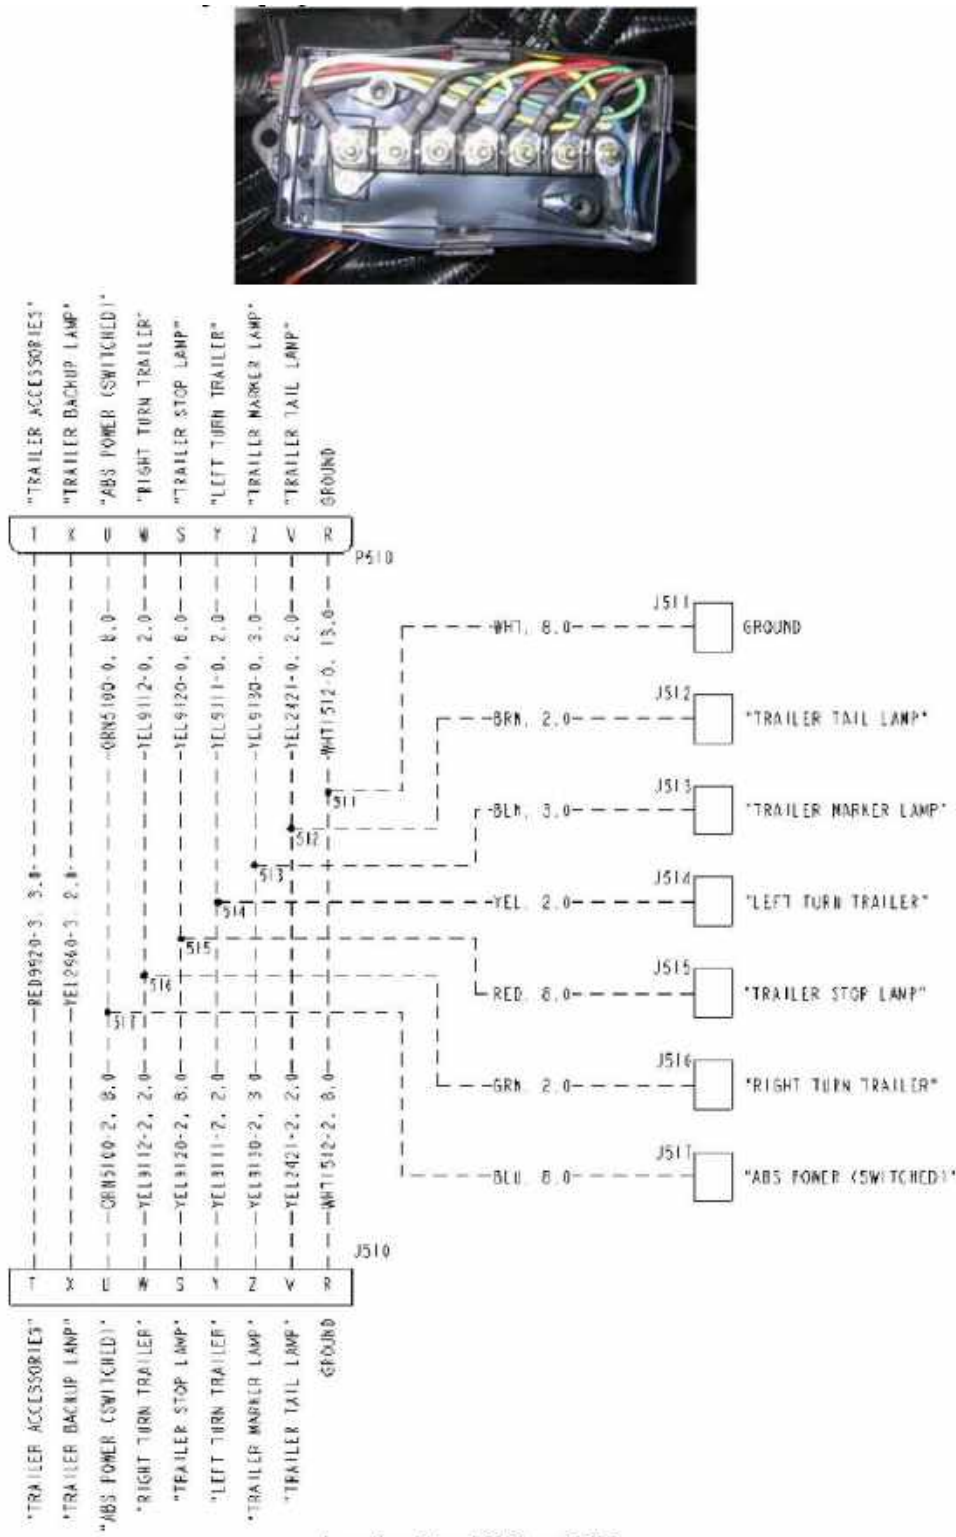 "TRAILER ACCESSORIES"
"TRAILER BACKUP LAMP"
"ABS POWER (SWITCHED)"
"RIGHT TURN TRAILER"
"TRAILER STOP LAMP"
"LEFT TURN TRAILER"
"TRAILER MARKER LAMP"
"TRAILER TAIL LAMP"
GROUND
T X U W S Y Z V R
P510
ORN5100-0, 8.0
YEL9112-0, 2.0
YEL9120-0, 8.0
YEL9111-0, 2.0
YEL9130-0, 3.0
YEL2421-0, 2.0
WHT1512-0, 13.0
J511
WHT, 8.0
GROUND
J512
BRN, 2.0
"TRAILER TAIL LAMP"
511
J513
BLK, 3.0
"TRAILER MARKER LAMP"
512
513
J514
YEL, 2.0
"LEFT TURN TRAILER"
514
515
J515
RED, 8.0
"TRAILER STOP LAMP"
516
517
RED9920-3, 3.0
YEL2960-3, 2.0
J516
GRN, 2.0
"RIGHT TURN TRAILER"
J517
BLU, 8.0
"ABS POWER (SWITCHED)"
ORN5100-2, 8.0
YEL9112-2, 2.0
YEL9120-2, 8.0
YEL9111-2, 2.0
YEL9130-2, 3.0
YEL2421-2, 2.0
WHT1512-2, 8.0
J510
T X U W S Y Z V R
"TRAILER ACCESSORIES"
"TRAILER BACKUP LAMP"
"ABS POWER (SWITCHED)"
"RIGHT TURN TRAILER"
"TRAILER STOP LAMP"
"LEFT TURN TRAILER"
"TRAILER MARKER LAMP"
"TRAILER TAIL LAMP"
GROUND